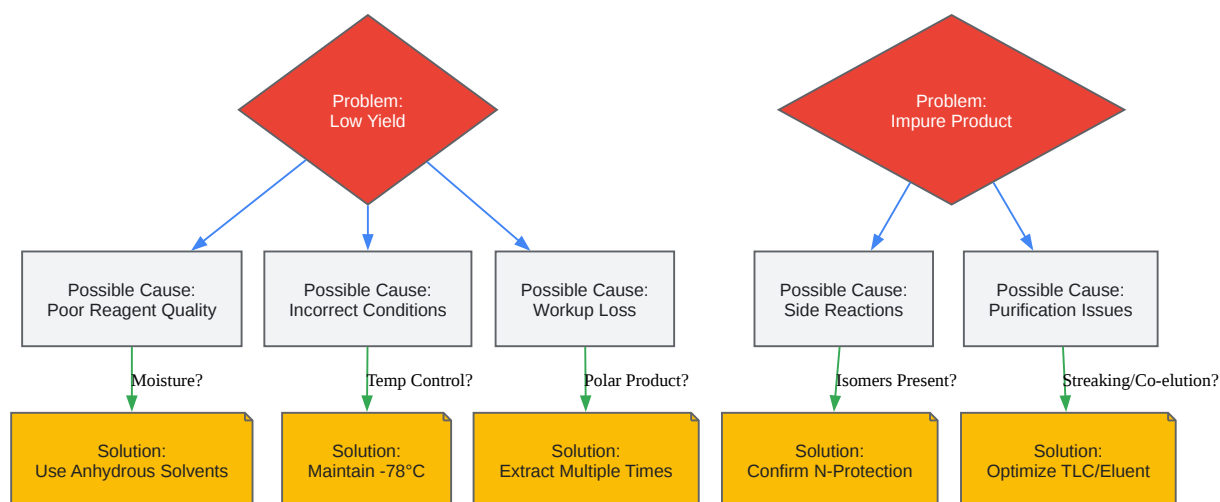 Problem:
Low Yield
Problem:
Impure Product
Possible Cause:
Poor Reagent Quality
Possible Cause:
Incorrect Conditions
Possible Cause:
Workup Loss
Possible Cause:
Side Reactions
Possible Cause:
Purification Issues
Moisture?
Temp Control?
Polar Product?
Isomers Present?
Streaking/Co-elution?
Solution:
Use Anhydrous Solvents
Solution:
Maintain -78°C
Solution:
Extract Multiple Times
Solution:
Confirm N-Protection
Solution:
Optimize TLC/Eluent